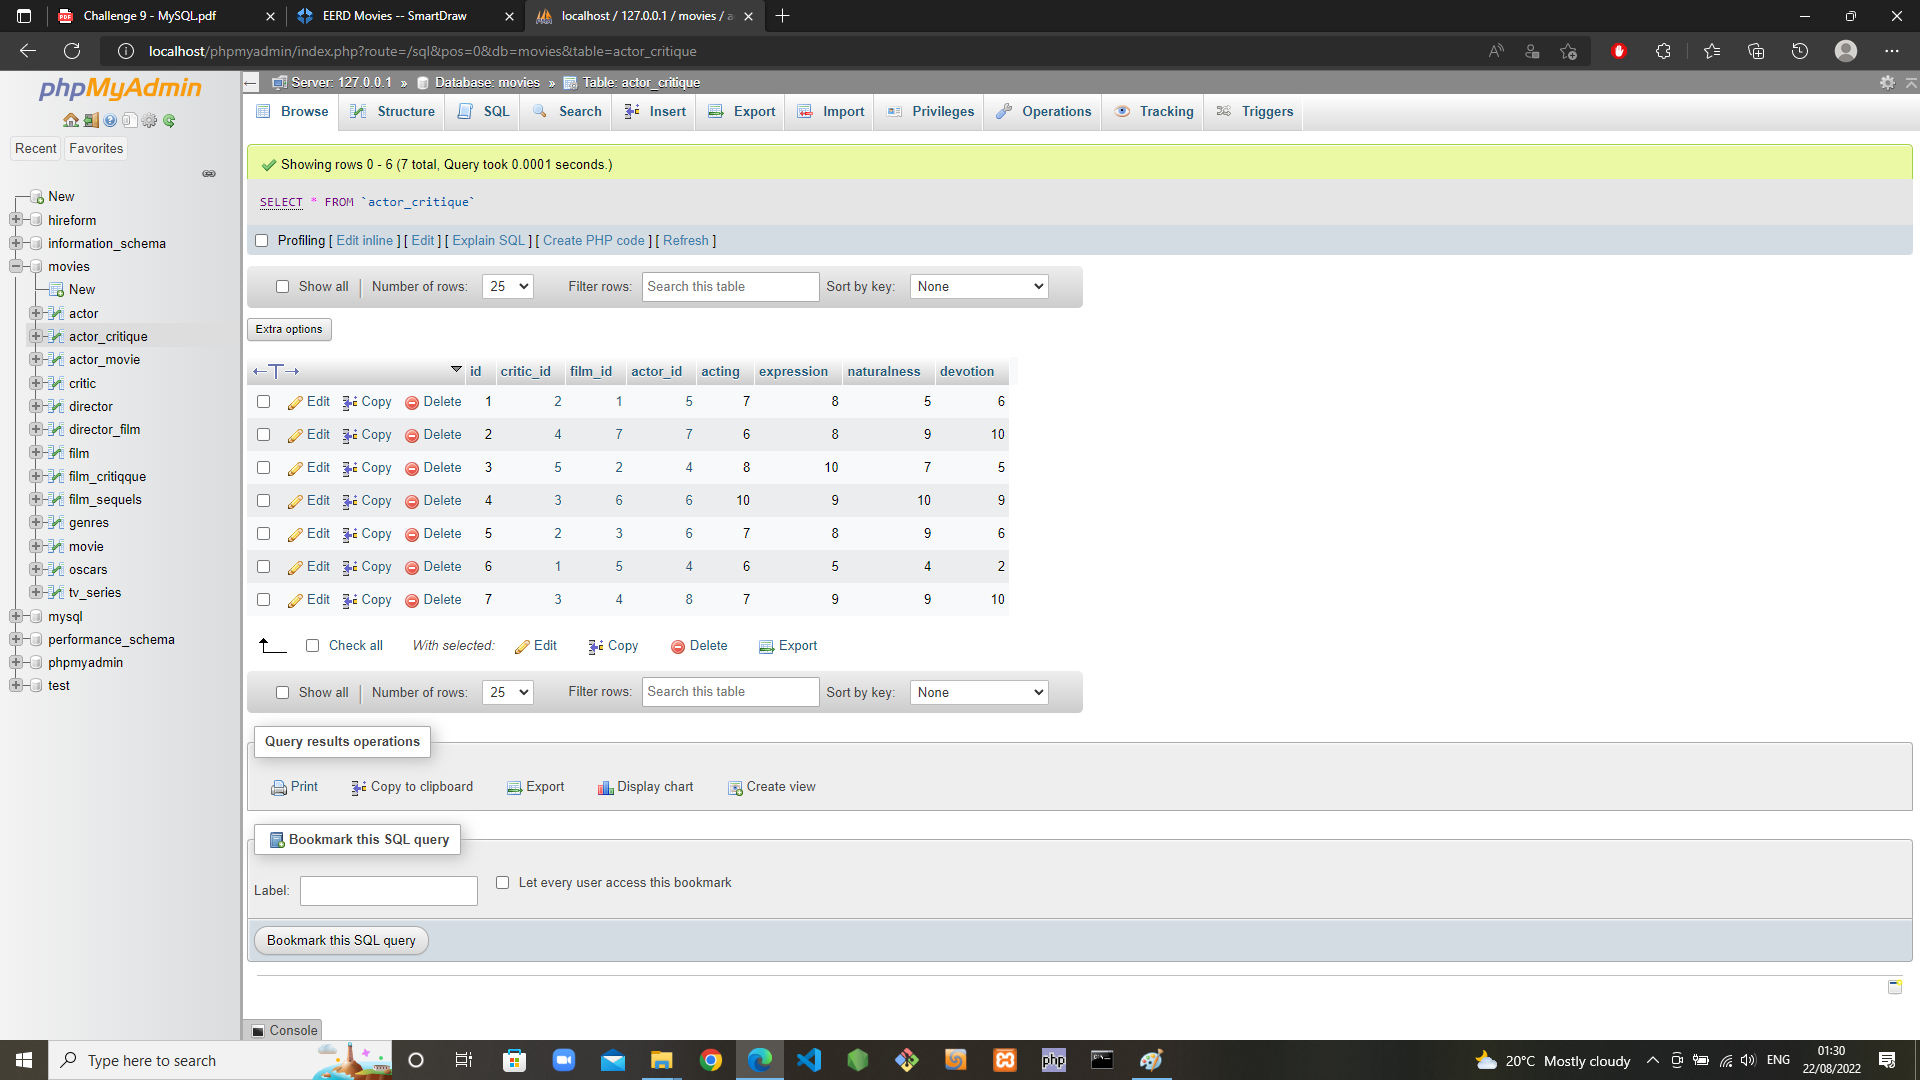 Challenge 9 - MySQL.pdf
EERD Movies -- SmartDraw
localhost / 127.0.0.1 / movies / a
localhost/phpmyadmin/index.php?route=/sql&pos=0&db=movies&table=actor_critique
phpMyAdmin
Recent Favorites
New
hireform
information_schema
movies
New
actor
actor_critique
actor_movie
critic
director
director_film
film
film_critiqque
film_sequels
genres
movie
oscars
tv_series
mysql
performance_schema
phpmyadmin
test
Server: 127.0.0.1 » Database: movies » Table: actor_critique
Browse Structure SQL Search Insert Export Import Privileges Operations Tracking Triggers
Showing rows 0 - 6 (7 total, Query took 0.0001 seconds.)
SELECT * FROM `actor_critique`
Profiling [ Edit inline ] [ Edit ] [ Explain SQL ] [ Create PHP code ] [ Refresh ]
Show all Number of rows: 25 Filter rows: Search this table Sort by key: None
Extra options
←T→ id critic_id film_id actor_id acting expression naturalness devotion
Edit Copy Delete 1 2 1 5 7 8 5 6
Edit Copy Delete 2 4 7 7 6 8 9 10
Edit Copy Delete 3 5 2 4 8 10 7 5
Edit Copy Delete 4 3 6 6 10 9 10 9
Edit Copy Delete 5 2 3 6 7 8 9 6
Edit Copy Delete 6 1 5 4 6 5 4 2
Edit Copy Delete 7 3 4 8 7 9 9 10
Check all With selected: Edit Copy Delete Export
Show all Number of rows: 25 Filter rows: Search this table Sort by key: None
Query results operations
Print Copy to clipboard Export Display chart Create view
Bookmark this SQL query
Label: Let every user access this bookmark
Bookmark this SQL query
Console
Type here to search
php
20°C Mostly cloudy
ENG
01:30
22/08/2022